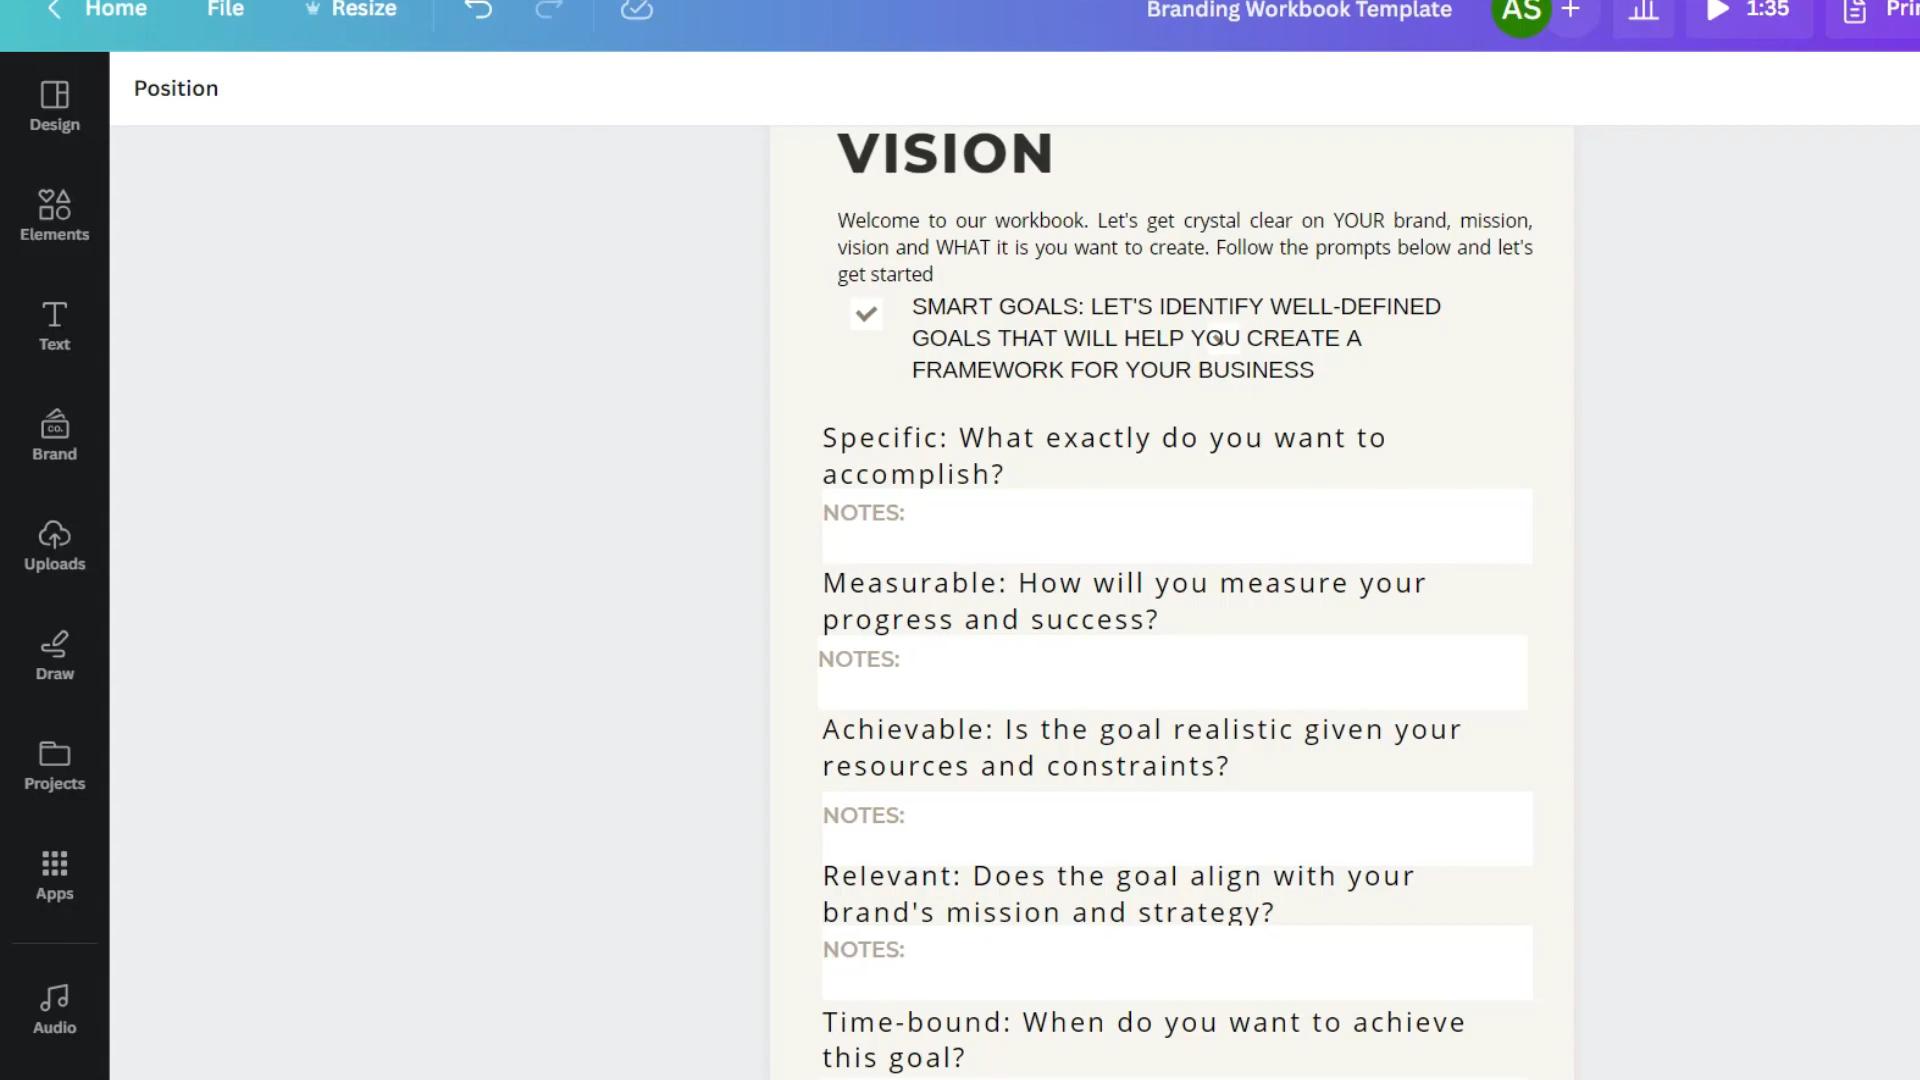 Home
File
Resize
Branding Workbook Template
AS
1:35
Position
Design
Elements
Text
Brand
CO.
Uploads
Draw
Projects
Apps
Audio
VISION
Welcome to our workbook. Let's get crystal clear on YOUR brand, mission,
vision and WHAT it is you want to create. Follow the prompts below and let's
get started
SMART GOALS: LET'S IDENTIFY WELL-DEFINED
GOALS THAT WILL HELP YOU CREATE A
FRAMEWORK FOR YOUR BUSINESS
Specific: What exactly do you want to
accomplish?
NOTES:
Measurable: How will you measure your
progress and success?
NOTES:
Achievable: Is the goal realistic given your
resources and constraints?
NOTES:
Relevant: Does the goal align with your
brand's mission and strategy?
NOTES:
Time-bound: When do you want to achieve
this goal?